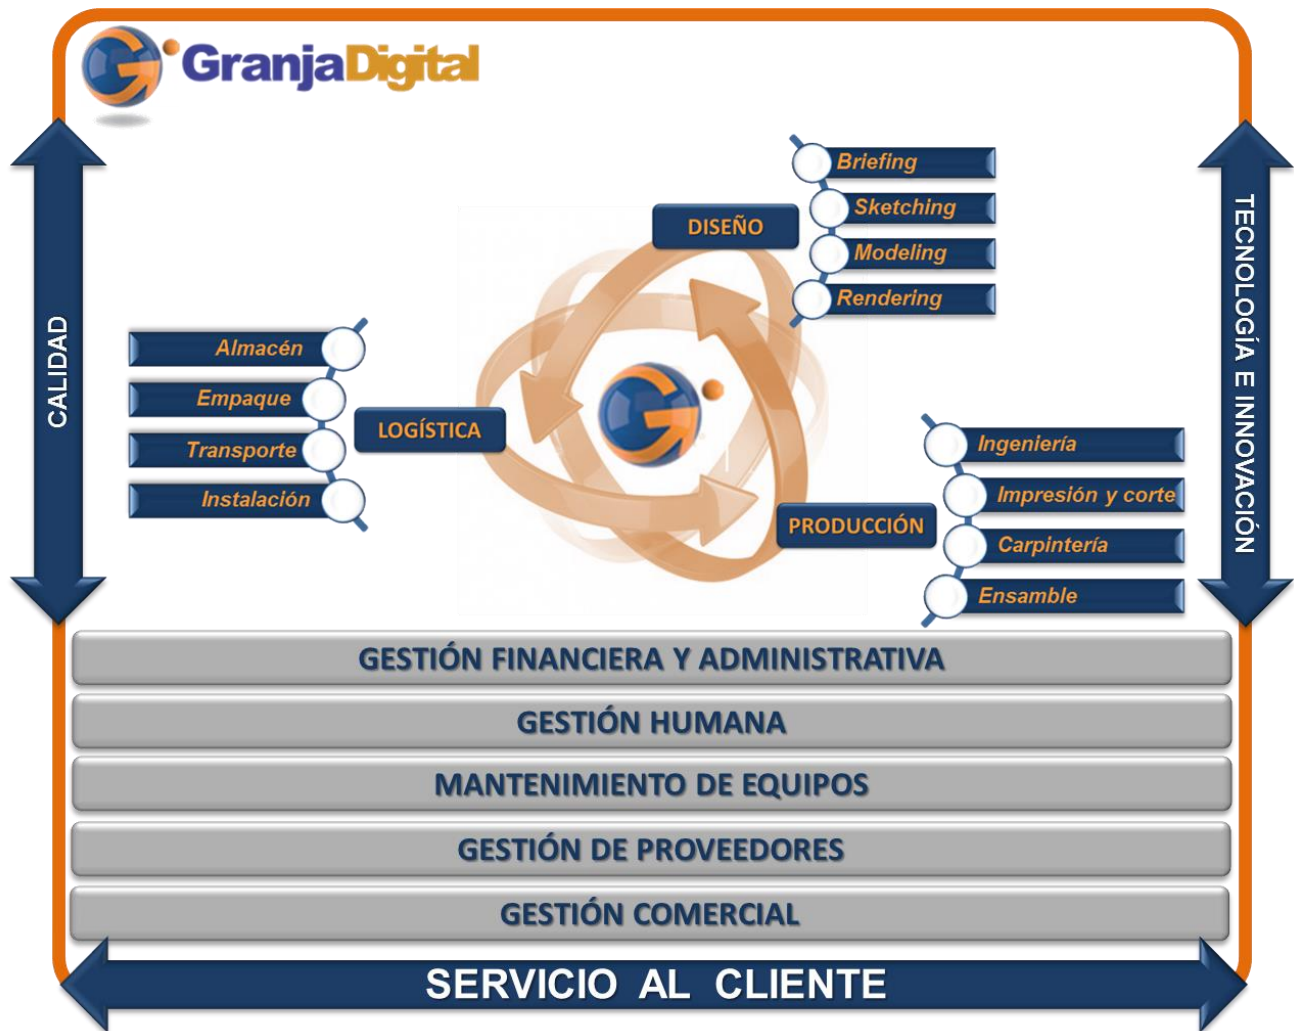 GranjaDigital
CALIDAD
TECNOLOGÍA E INNOVACIÓN
DISEÑO
Briefing
Sketching
Modeling
Rendering
LOGÍSTICA
Almacén
Empaque
Transporte
Instalación
PRODUCCIÓN
Ingeniería
Impresión y corte
Carpintería
Ensamble
GESTIÓN FINANCIERA Y ADMINISTRATIVA
GESTIÓN HUMANA
MANTENIMIENTO DE EQUIPOS
GESTIÓN DE PROVEEDORES
GESTIÓN COMERCIAL
SERVICIO AL CLIENTE